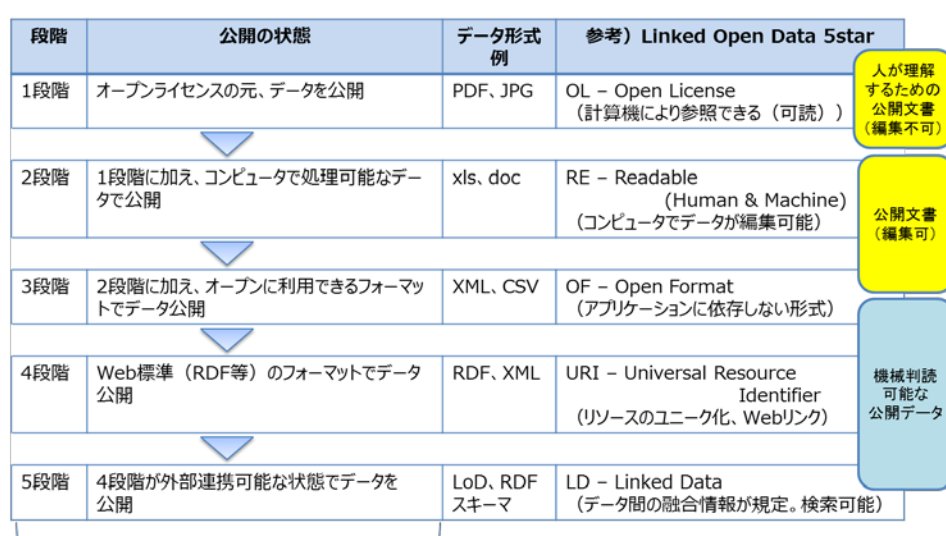 段階 公開の状態 データ形式 参考）Linked Open Data 5star
例
1段階 オープンライセンスの元、データを公開 PDF、JPG OL – Open License
（計算機により参照できる（可読））
人が理解
するための
公開文書
（編集不可）
2段階 1段階に加え、コンピュータで処理可能なデー xls、doc RE – Readable
タで公開 (Human & Machine)
（コンピュータでデータが編集可能）
公開文書
（編集可）
3段階 2段階に加え、オープンに利用できるフォーマッ XML、CSV OF – Open Format
トでデータ公開 （アプリケーションに依存しない形式）
4段階 Web標準（RDF等）のフォーマットでデータ RDF、XML URI – Universal Resource
公開 Identifier
（リソースのユニーク化、Webリンク）
機械判読
可能な
公開データ
5段階 4段階が外部連携可能な状態でデータを LoD、RDF LD – Linked Data
公開 スキーマ （データ間の融合情報が規定。検索可能）